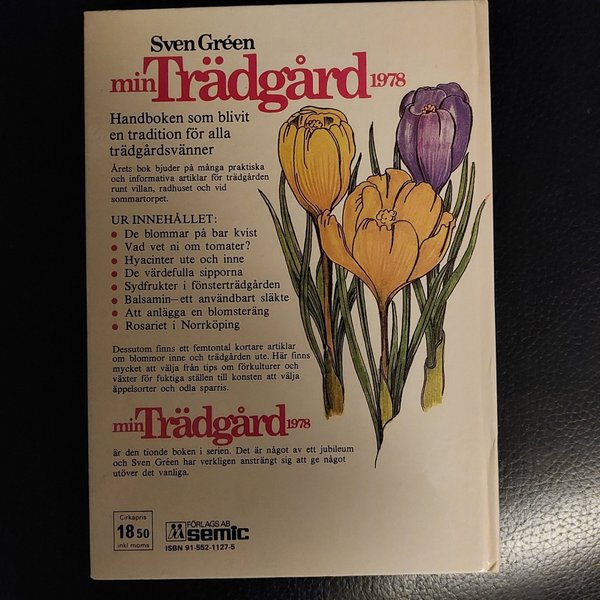 Sven Gréen
min Trädgård 1978
Handboken som blivit
en tradition för alla
trädgårdsvänner
Årets bok bjuder på många praktiska
och informativa artiklar för trädgården
runt villan, radhuset och vid
sommartorpet.
UR INNEHÅLLET:
• De blommar på bar kvist
• Vad vet ni om tomater?
• Hyacinter ute och inne
• De värdefulla sipporna
• Sydfrukter i fönsterträdgården
• Balsamin—ett användbart släkte
• Att anlägga en blomsteräng
• Rosariet i Norrköping
Dessutom finns ett femtontal kortare artiklar
om blommor inne och trädgården ute. Här finns
mycket att välja från tips om förkulturer och
växter för fuktiga ställen till konsten att välja
äppelsorter och odla sparris.
min Trädgård 1978
är den tionde boken i serien. Det är något av ett jubileum
och Sven Gréen har verkligen ansträngt sig att ge något
utöver det vanliga.
Cirkapris
18 50
inkl moms
FÖRLAGS AB
semic
ISBN 91-552-1127-5